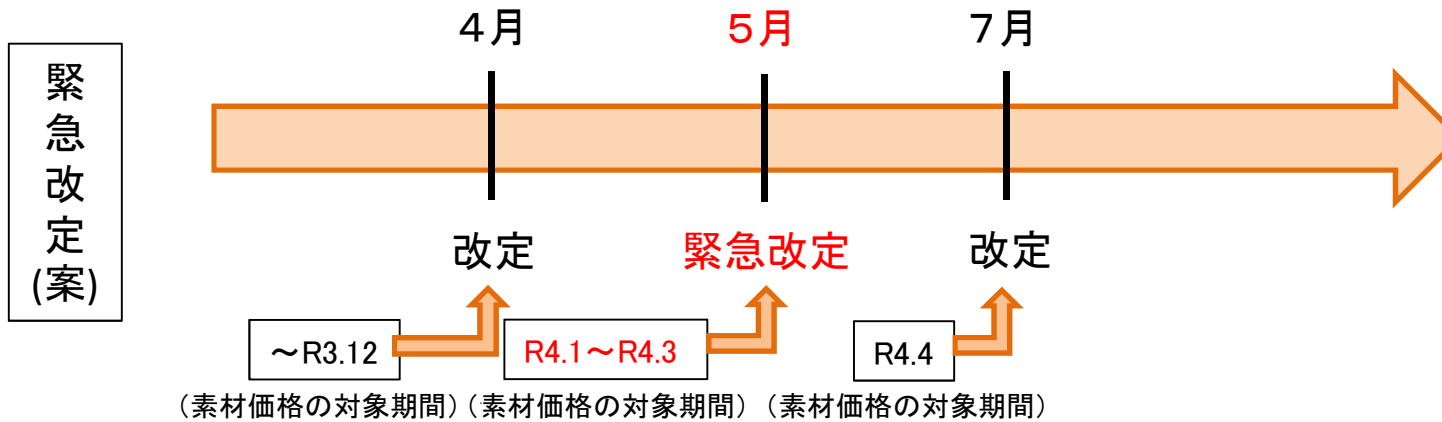 緊急改定(案)
４月
５月
７月
改定
緊急改定
改定
～R3.12
R4.1～R4.3
R4.4
（素材価格の対象期間）
（素材価格の対象期間）
（素材価格の対象期間）